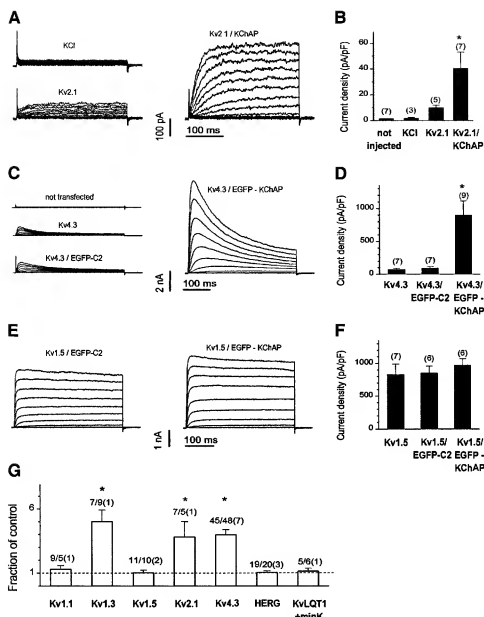 A
KCl
Kv2.1
Kv2 1 / KChAP
100 pA
100 ms
B
Current density (pA/pF)
60
40
20
0
(7)
(3)
(5)
*
(7)
not injected
KCl
Kv2.1
Kv2.1/ KChAP
C
not transfected
Kv4.3
Kv4.3 / EGFP-C2
Kv4.3 / EGFP - KChAP
2 nA
100 ms
D
Current density (pA/pF)
1000
500
0
(7)
(7)
*
(9)
Kv4.3
Kv4.3/ EGFP-C2
Kv4.3/ EGFP - KChAP
E
Kv1.5 / EGFP-C2
Kv1.5 / EGFP - KChAP
1 nA
100 ms
F
Current density (pA/pF)
1000
500
0
(7)
(6)
(6)
Kv1.5
Kv1.5/ EGFP-C2
Kv1.5/ EGFP - KChAP
G
Fraction of control
6
1
9/5(1)
*
7/9(1)
11/10(2)
*
7/5(1)
*
45/48(7)
19/20(3)
5/6(1)
Kv1.1
Kv1.3
Kv1.5
Kv2.1
Kv4.3
HERG
KvLQT1
+minK